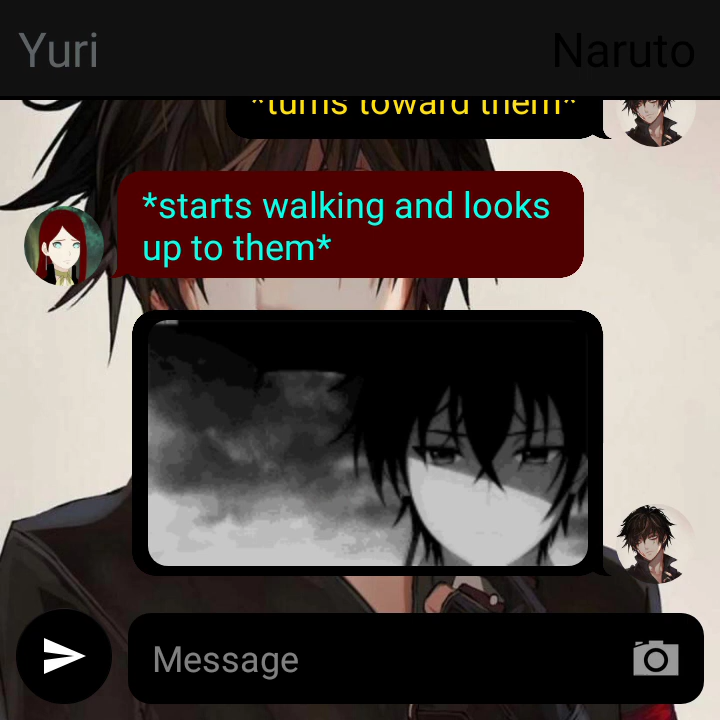 Yuri
Naruto
*turns toward them*
*starts walking and looks
up to them*
Message